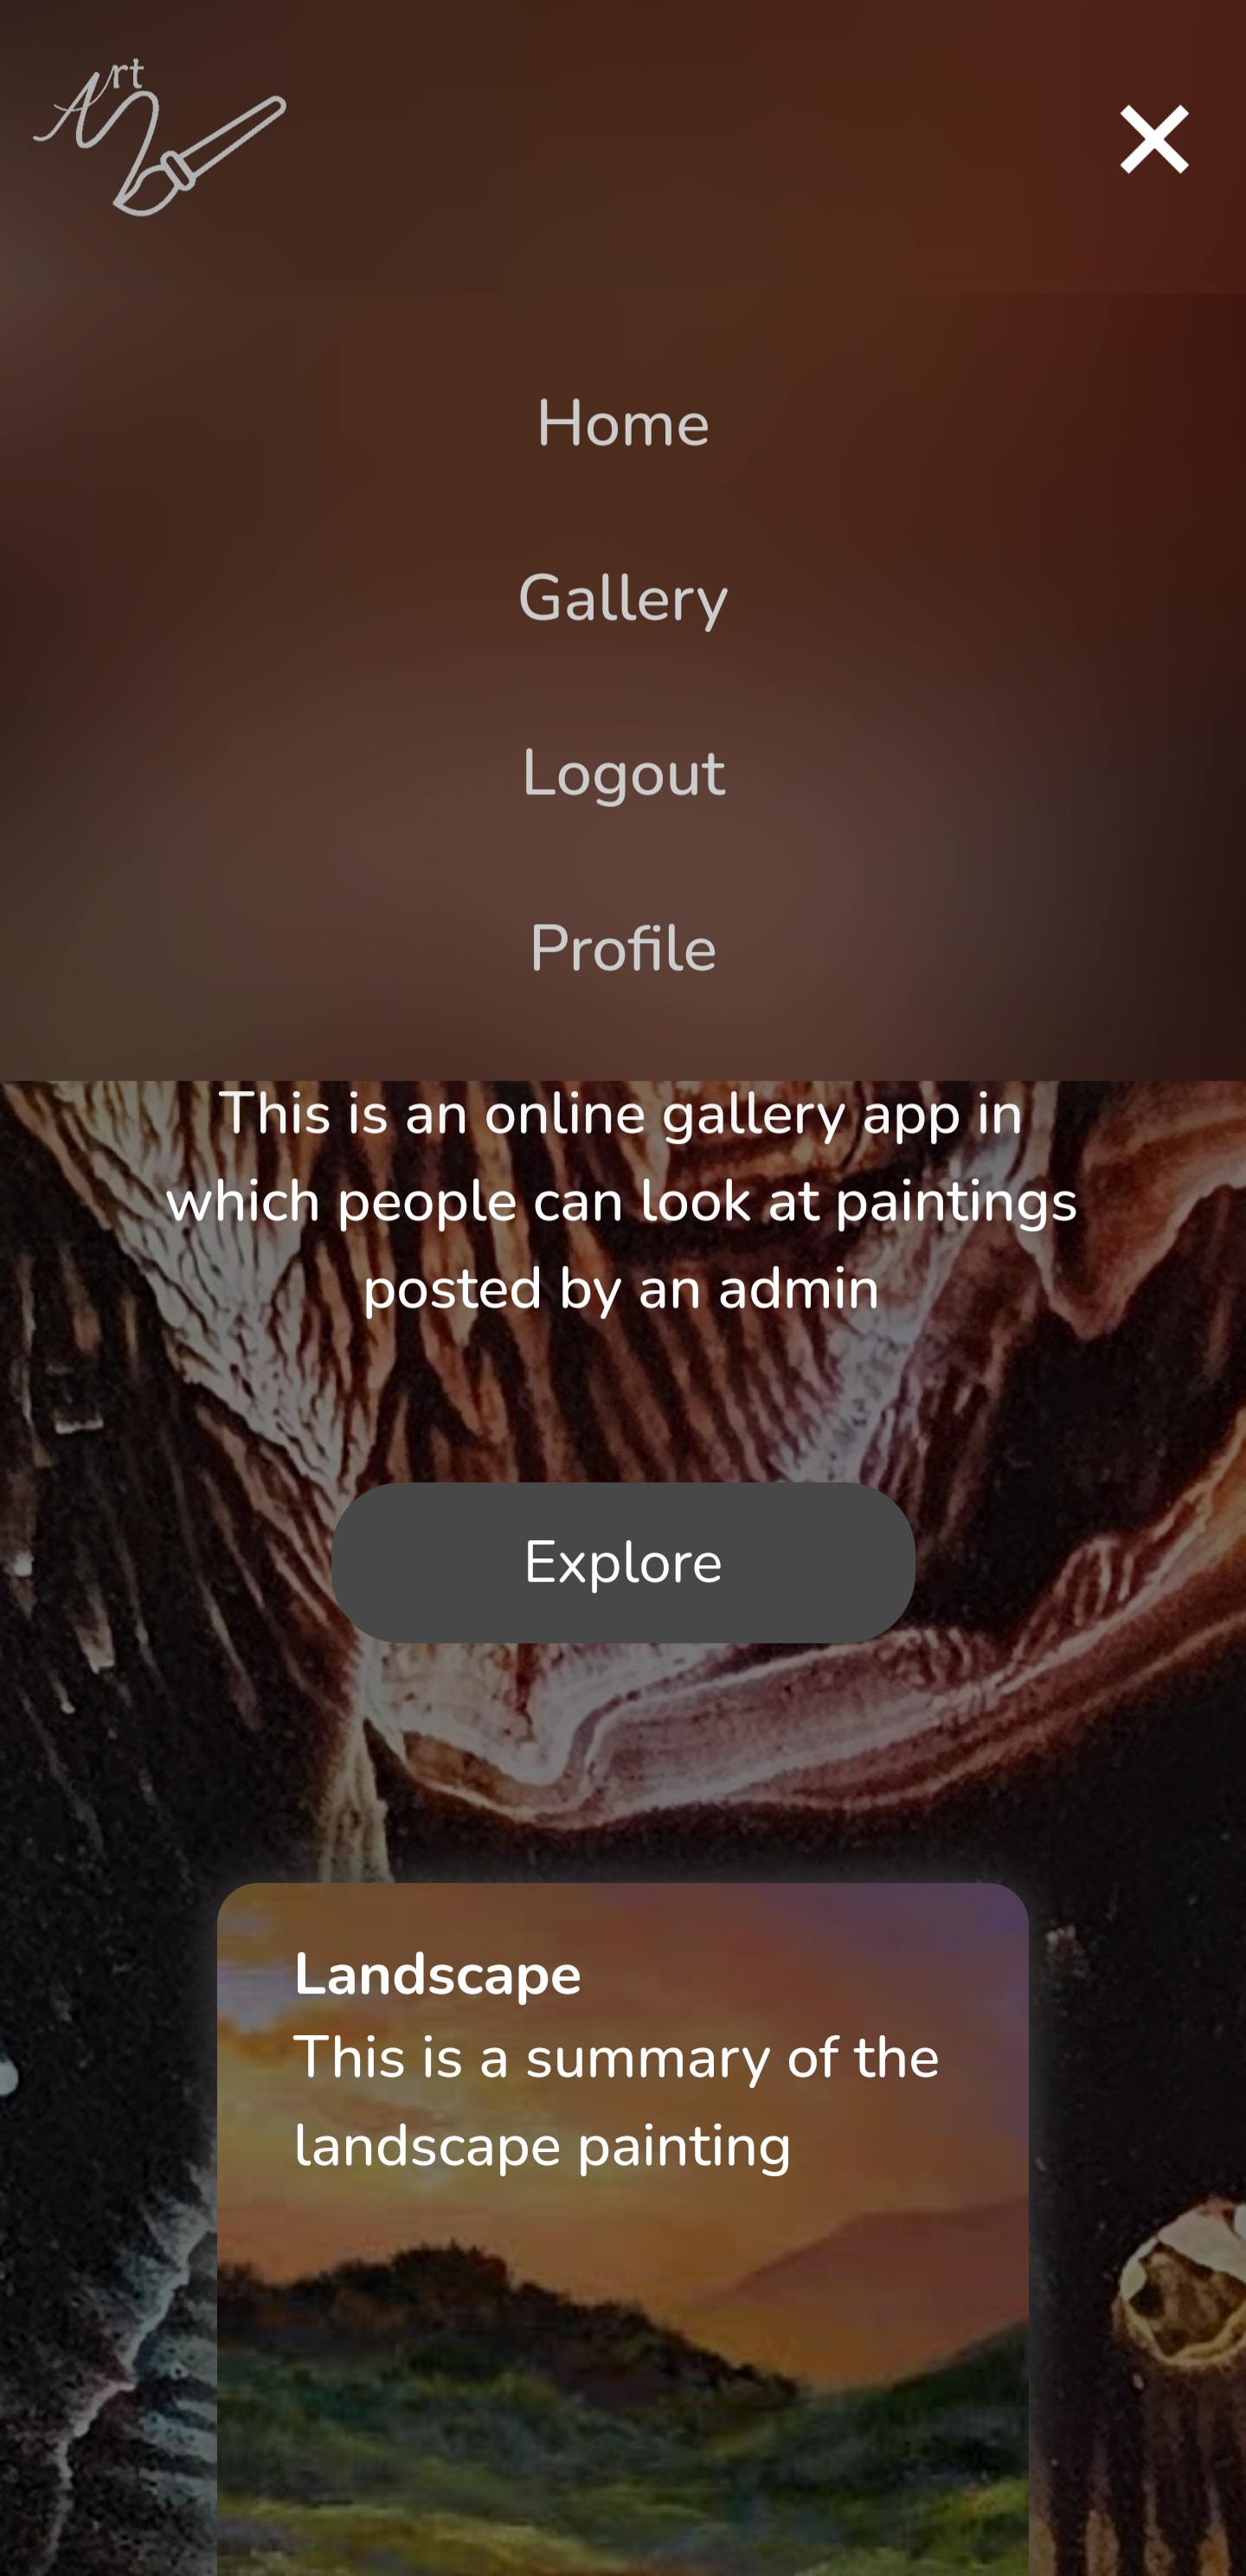 Art
Home
Gallery
Logout
Profile
This is an online gallery app in
which people can look at paintings
posted by an admin
Explore
Landscape
This is a summary of the
landscape painting